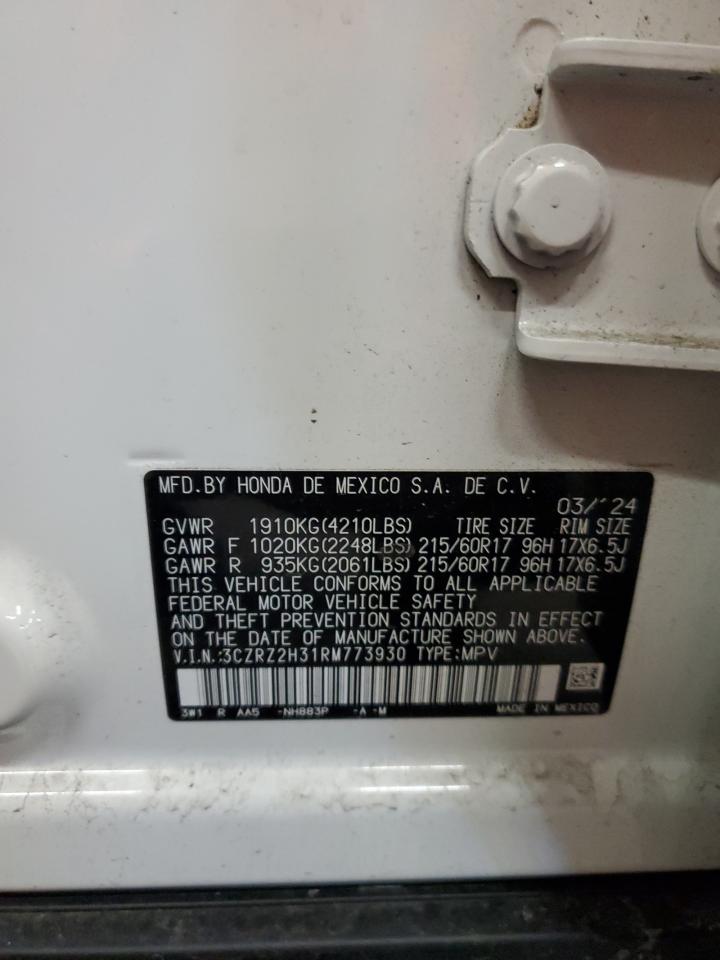 MFD.BY HONDA DE MEXICO S.A. DE C.V.
03/'24
GVWR 1910KG(4210LBS) TIRE SIZE RIM SIZE
GAWR F 1020KG(2248LBS) 215/60R17 96H 17X6.5J
GAWR R 935KG(2061LBS) 215/60R17 96H 17X6.5J
THIS VEHICLE CONFORMS TO ALL APPLICABLE
FEDERAL MOTOR VEHICLE SAFETY
AND THEFT PREVENTION STANDARDS IN EFFECT
ON THE DATE OF MANUFACTURE SHOWN ABOVE.
V.I.N.:3CZRZ2H31RM773930 TYPE:MPV
3W1 R AA5 -NH883P -A -M MADE IN MEXICO